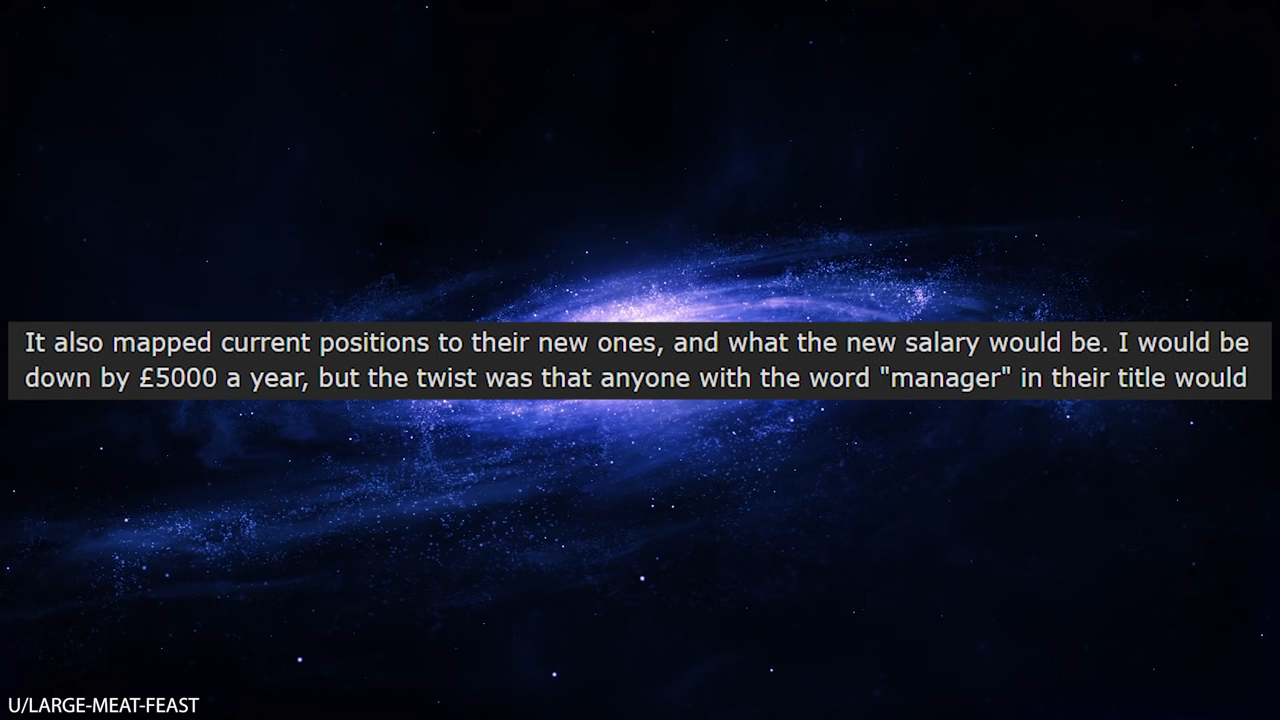 It also mapped current positions to their new ones, and what the new salary would be. I would be
down by £5000 a year, but the twist was that anyone with the word "manager" in their title would
U/LARGE-MEAT-FEAST